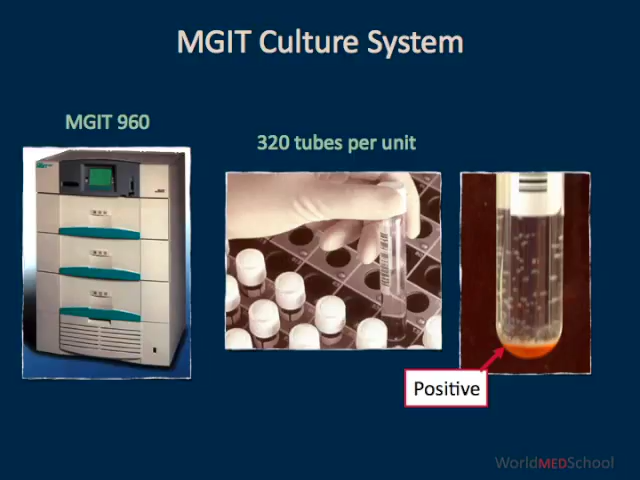 MGIT Culture System
MGIT 960
320 tubes per unit
Positive
WorldMEDSchool